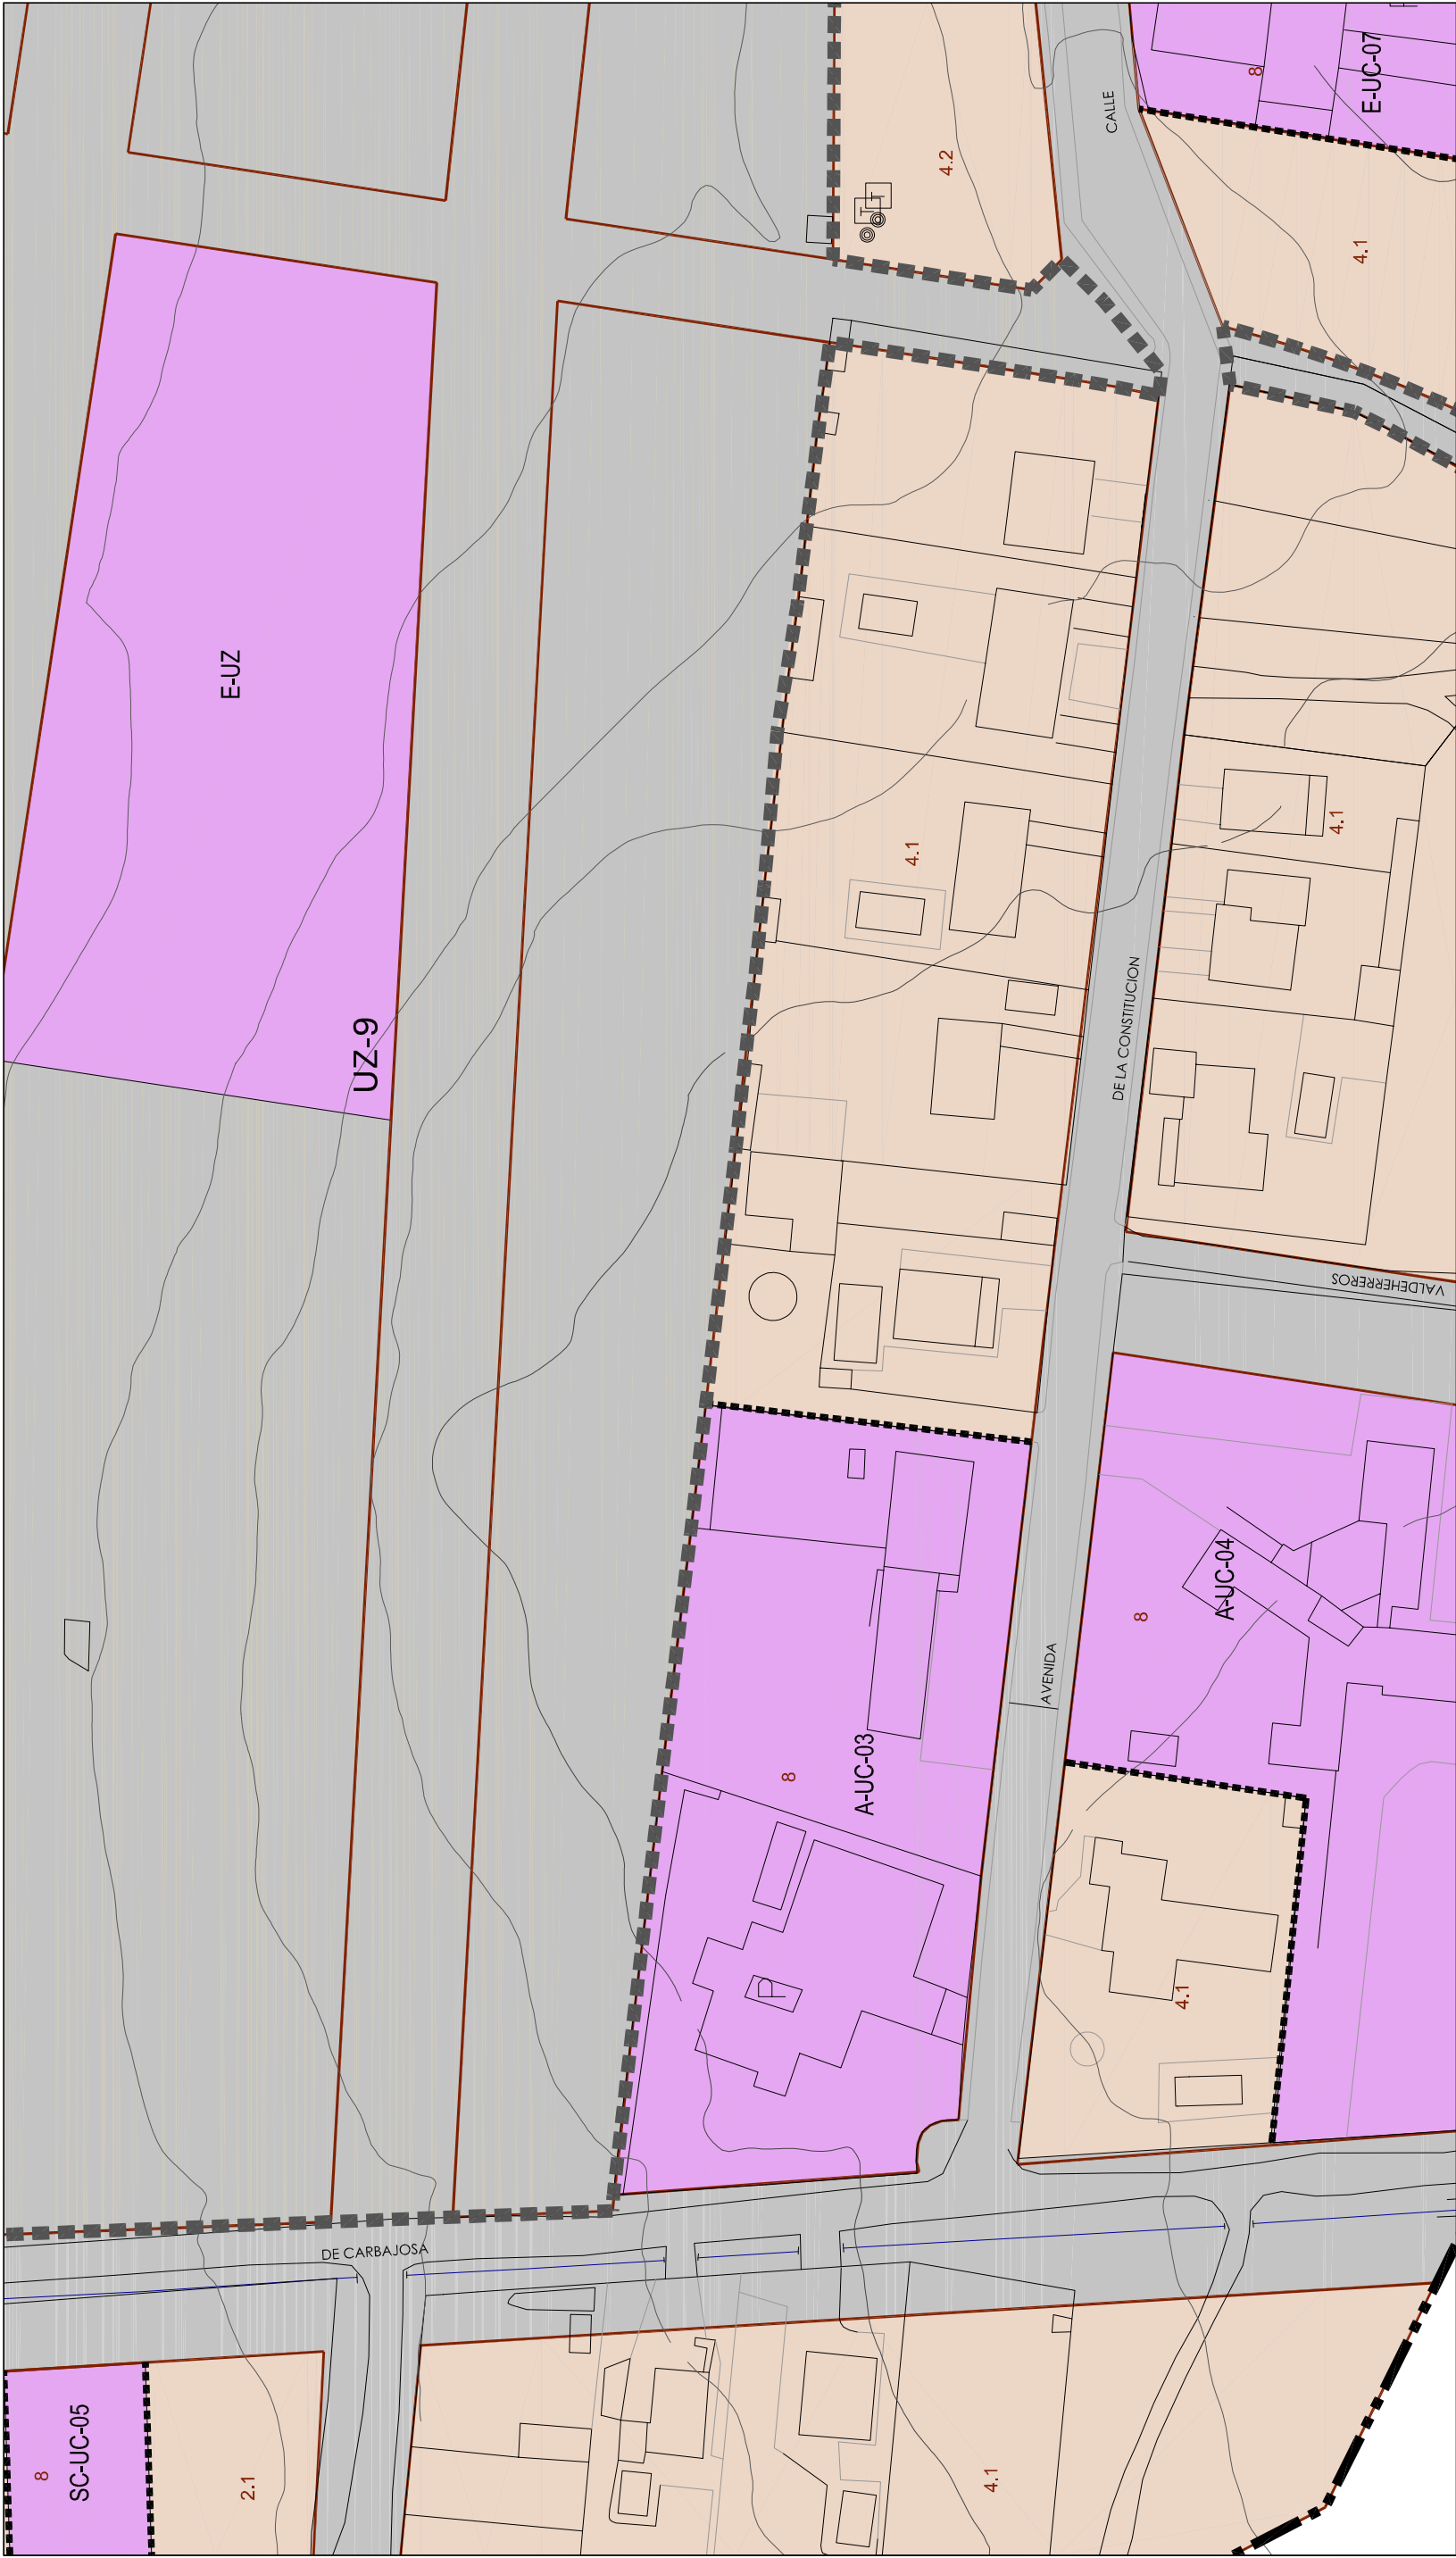 CALLE
8
E-UC-07
4.2
4.1
E-UZ
4.1
4.1
UZ-9
DE LA CONSTITUCION
VALDEHERREROS
8
A-UC-04
AVENIDA
8
A-UC-03
P
4.1
DE CARBAJOSA
8
SC-UC-05
2.1
4.1